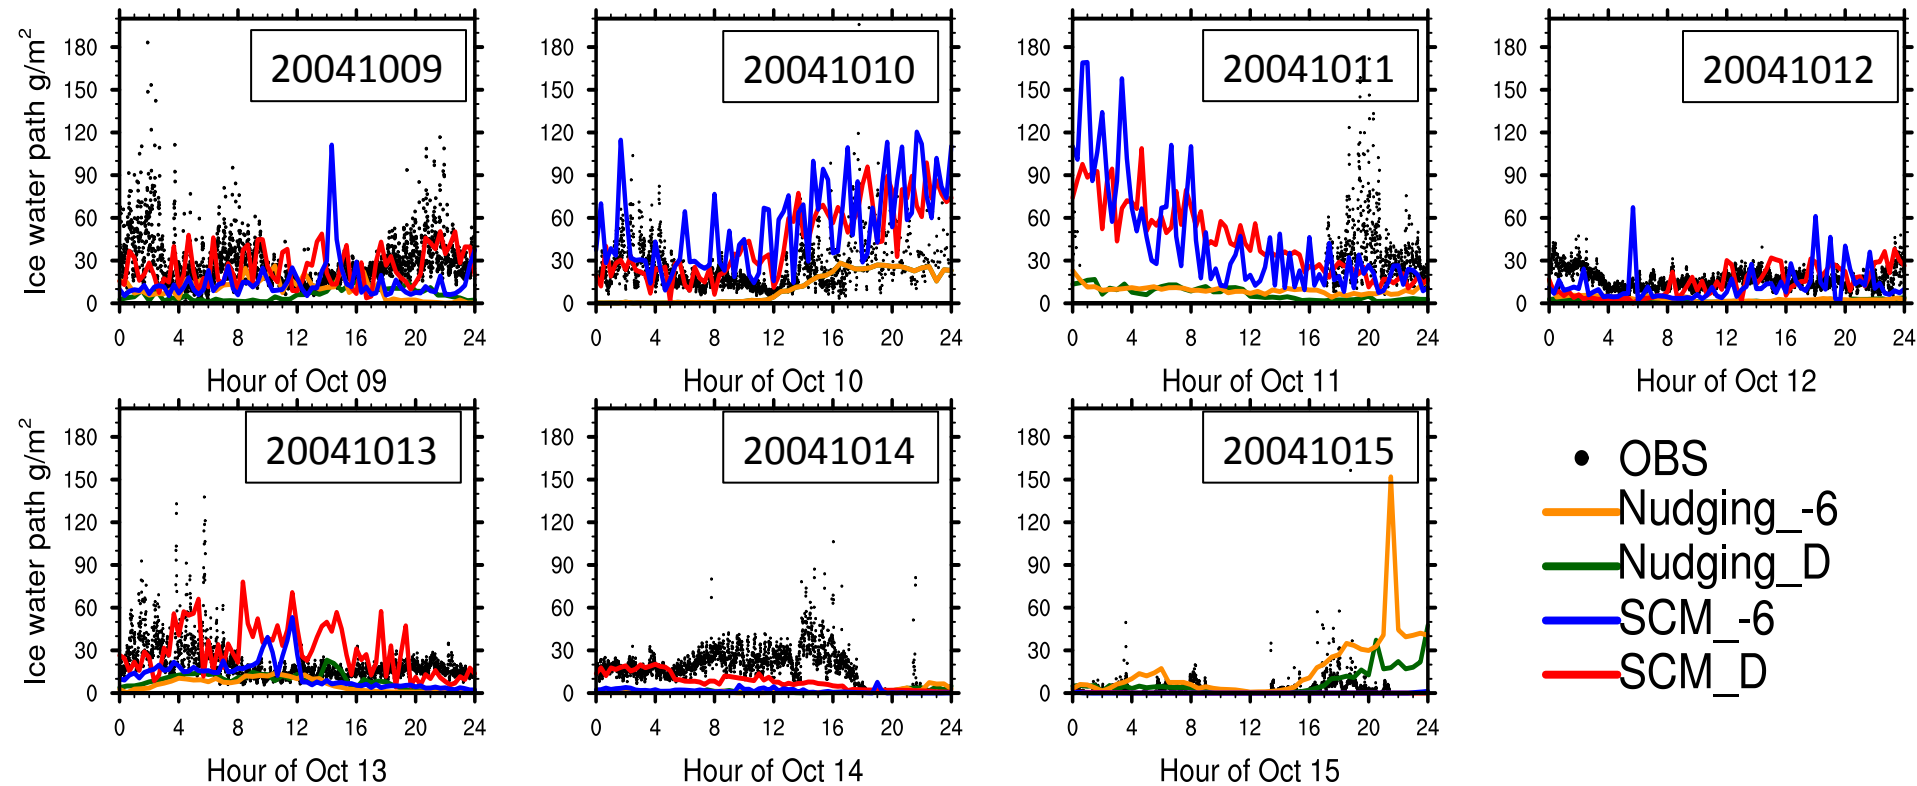 Ice water path g/m²
180
150
120
90
60
30
0
20041009
0 4 8 12 16 20 24
Hour of Oct 09
180
150
120
90
60
30
0
20041010
0 4 8 12 16 20 24
Hour of Oct 10
180
150
120
90
60
30
0
20041011
0 4 8 12 16 20 24
Hour of Oct 11
180
150
120
90
60
30
0
20041012
0 4 8 12 16 20 24
Hour of Oct 12
Ice water path g/m²
180
150
120
90
60
30
0
20041013
0 4 8 12 16 20 24
Hour of Oct 13
180
150
120
90
60
30
0
20041014
0 4 8 12 16 20 24
Hour of Oct 14
180
150
120
90
60
30
0
20041015
0 4 8 12 16 20 24
Hour of Oct 15
OBS
Nudging_-6
Nudging_D
SCM_-6
SCM_D